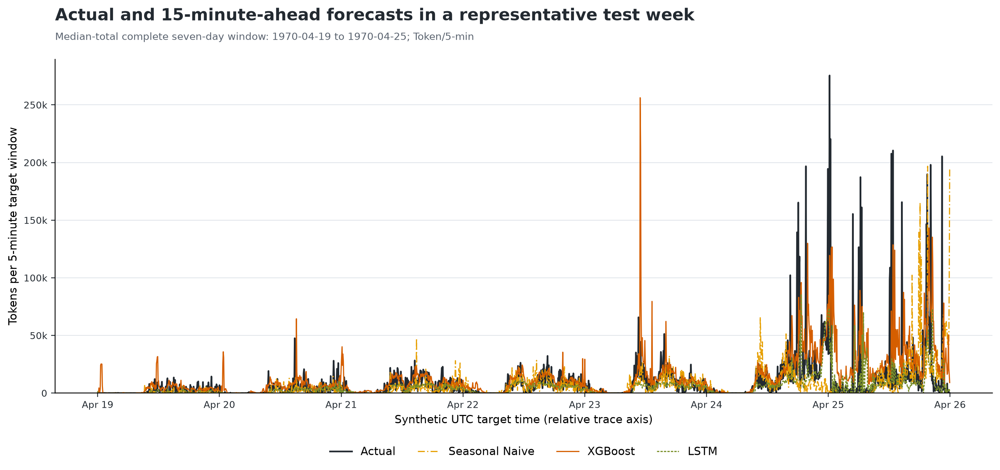 Actual and 15-minute-ahead forecasts in a representative test week
Median-total complete seven-day window: 1970-04-19 to 1970-04-25; Token/5-min
Tokens per 5-minute target window
250k
200k
150k
100k
50k
0
Apr 19
Apr 20
Apr 21
Apr 22
Apr 23
Apr 24
Apr 25
Apr 26
Synthetic UTC target time (relative trace axis)
Actual
Seasonal Naive
XGBoost
LSTM